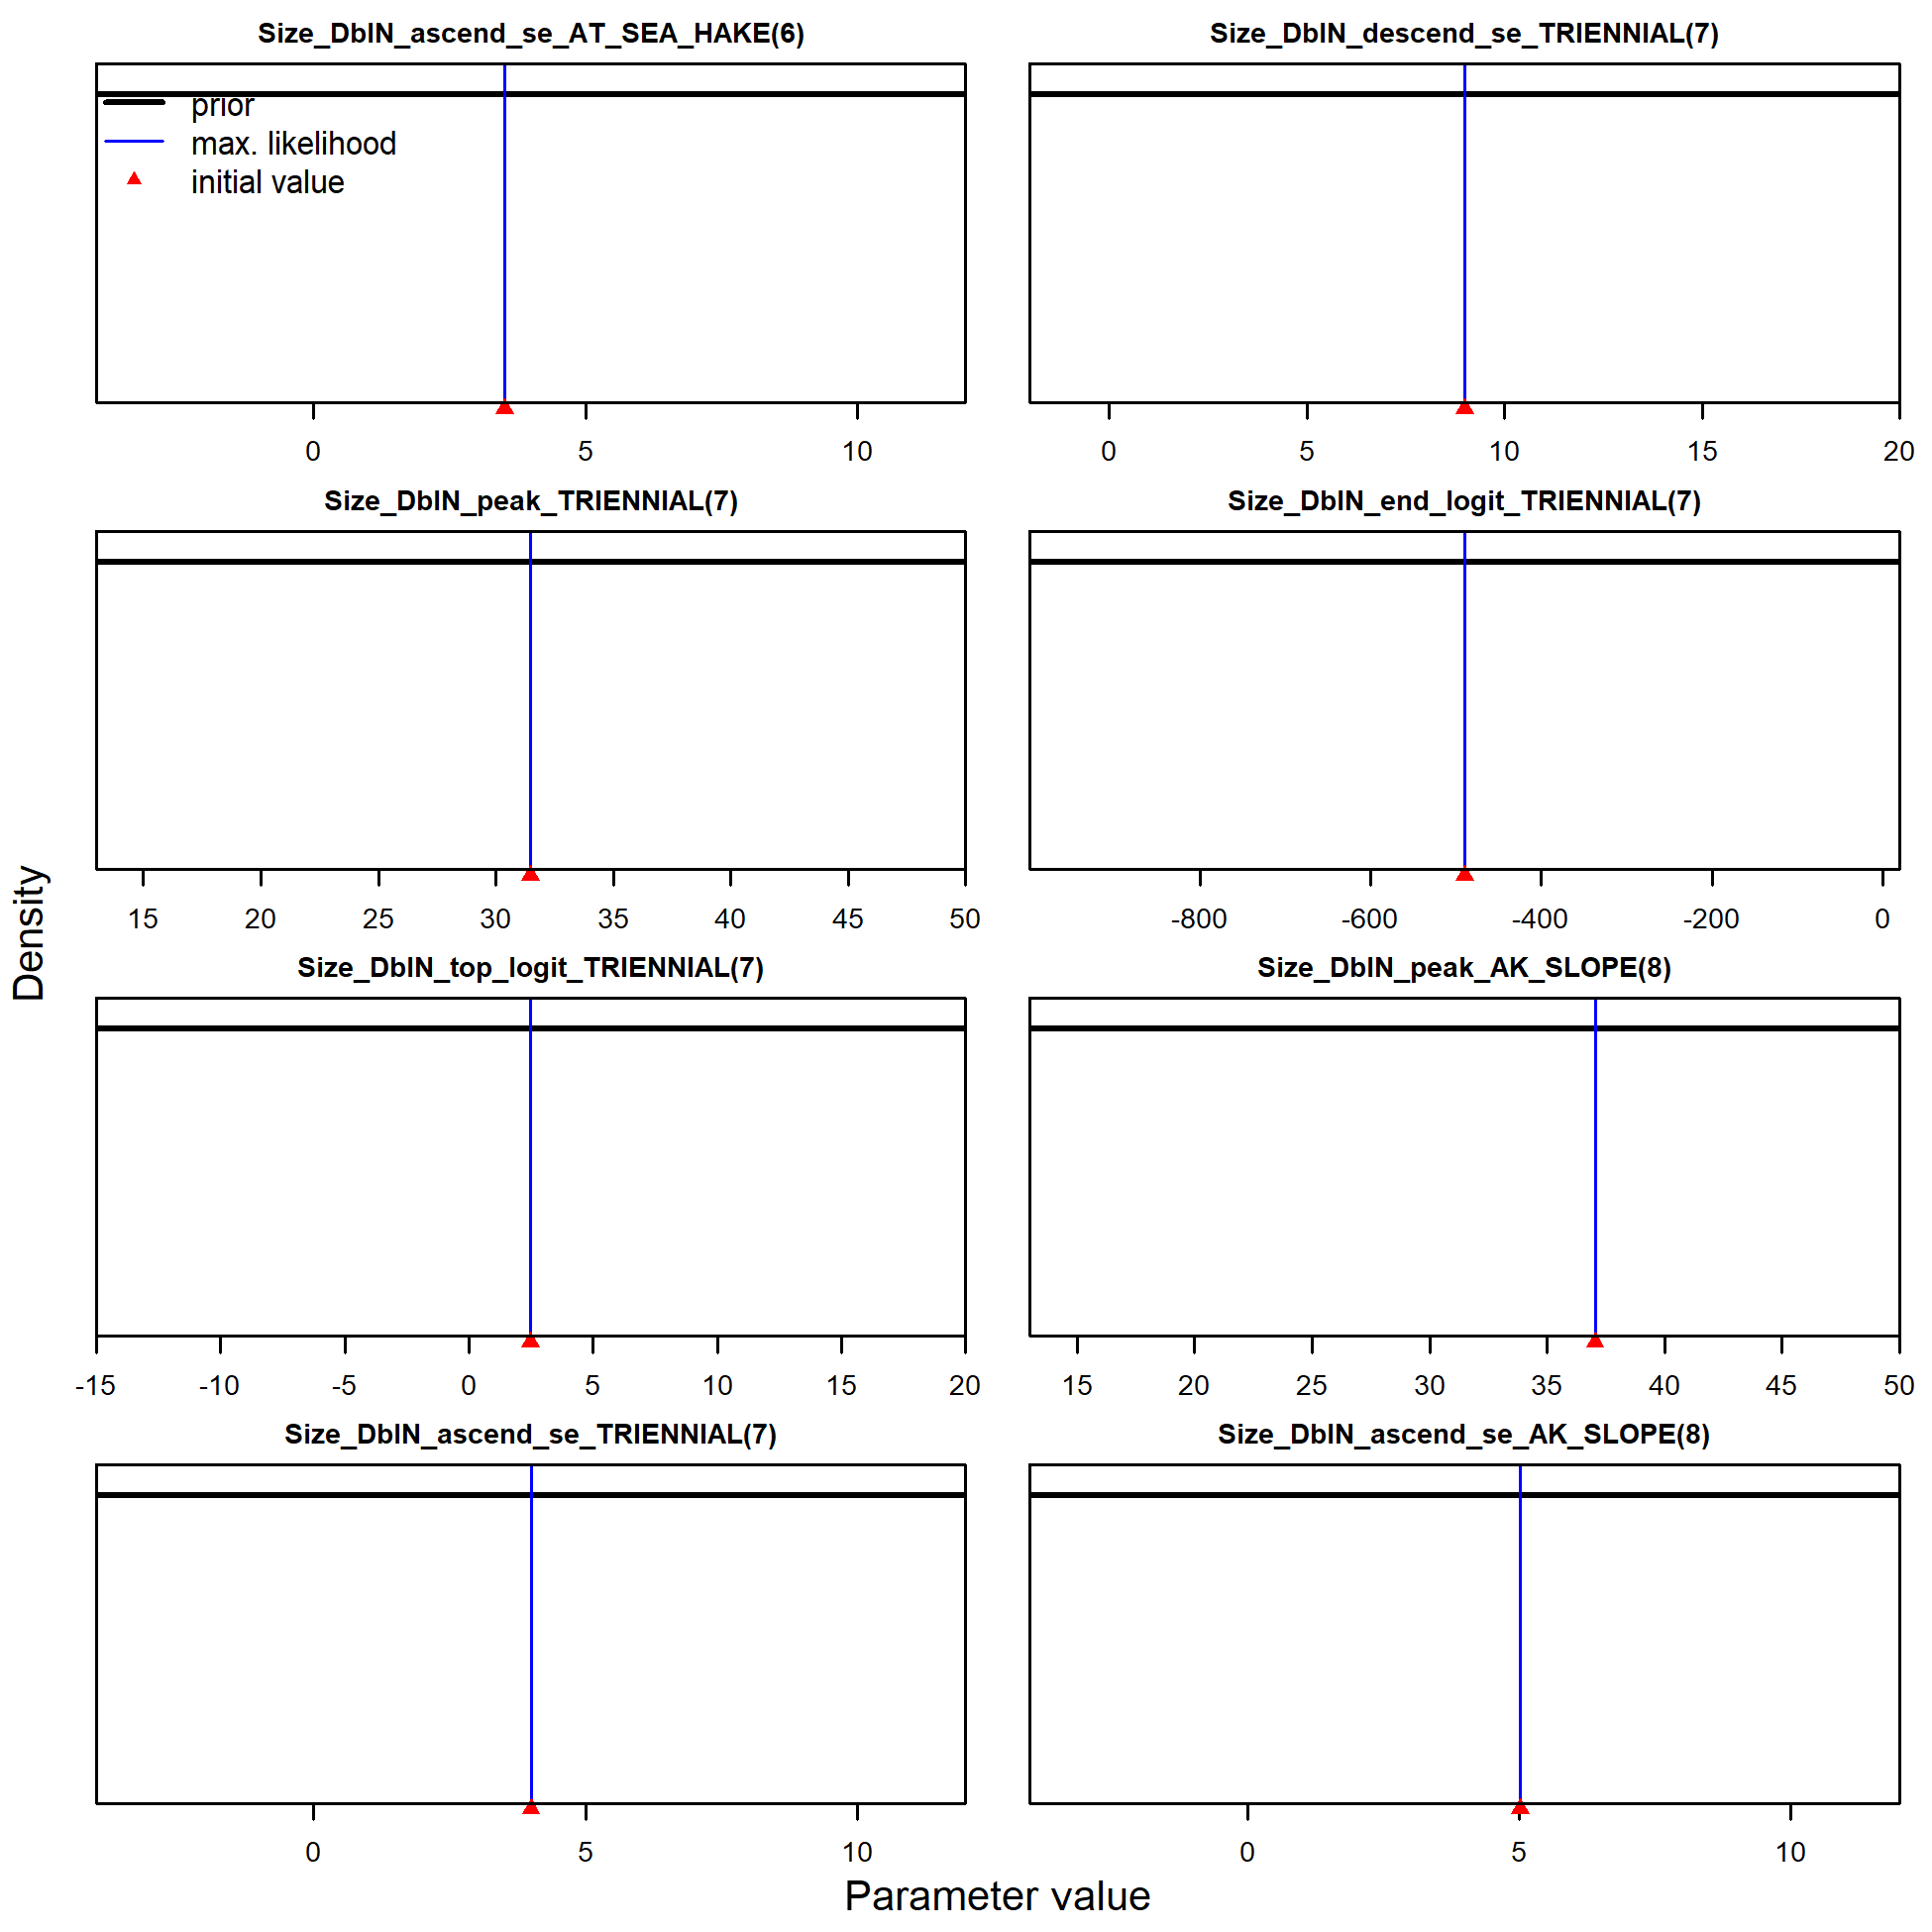 Size_DblN_ascend_se_AT_SEA_HAKE(6)
prior
max. likelihood
initial value
0 5 10
Size_DblN_descend_se_TRIENNIAL(7)
0 5 10 15 20
Size_DblN_peak_TRIENNIAL(7)
15 20 25 30 35 40 45 50
Size_DblN_end_logit_TRIENNIAL(7)
-800 -600 -400 -200 0
Size_DblN_top_logit_TRIENNIAL(7)
-15 -10 -5 0 5 10 15 20
Size_DblN_peak_AK_SLOPE(8)
15 20 25 30 35 40 45 50
Size_DblN_ascend_se_TRIENNIAL(7)
0 5 10
Size_DblN_ascend_se_AK_SLOPE(8)
0 5 10
Density
Parameter value